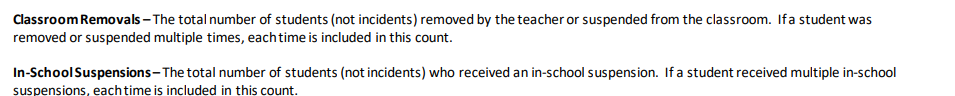 Classroom Removals – The total number of students (not incidents) removed by the teacher or suspended from the classroom. If a student was
removed or suspended multiple times, each time is included in this count.
In-School Suspensions – The total number of students (not incidents) who received an in-school suspension. If a student received multiple in-school
suspensions, each time is included in this count.